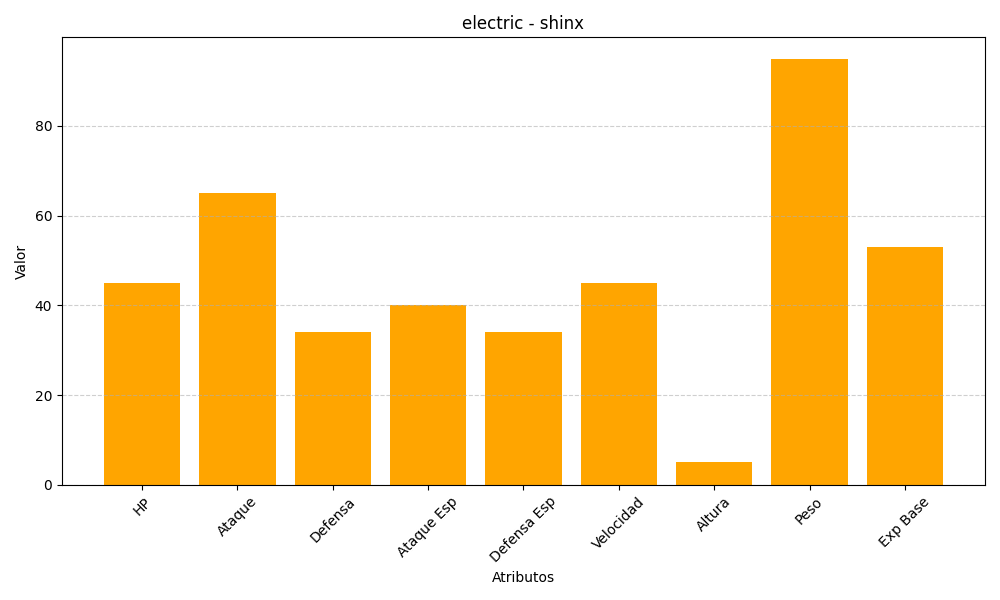 electric - shinx
Valor
80
60
40
20
0
HP
Ataque
Defensa
Ataque Esp
Defensa Esp
Velocidad
Altura
Peso
Exp Base
Atributos